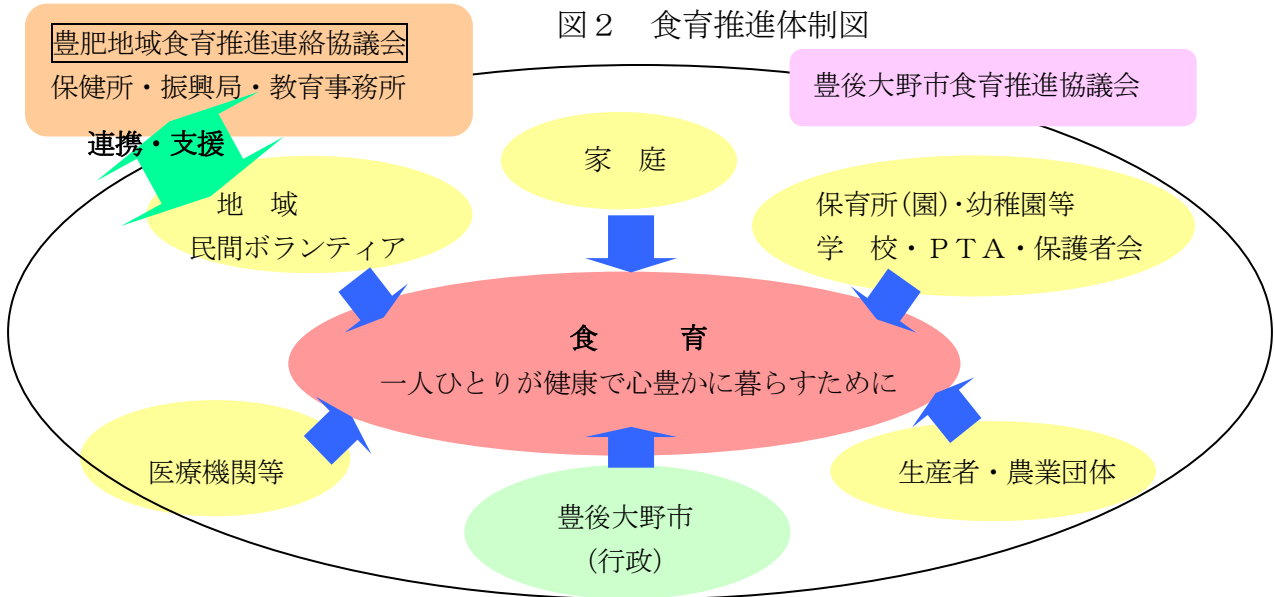 図２　食育推進体制図
豊肥地域食育推進連絡協議会
保健所・振興局・教育事務所
豊後大野市食育推進協議会
連携・支援
家　庭
地　域
民間ボランティア
保育所(園)・幼稚園等
学　校・ＰＴＡ・保護者会
食　　　育
一人ひとりが健康で心豊かに暮らすために
医療機関等
生産者・農業団体
豊後大野市
(行政)